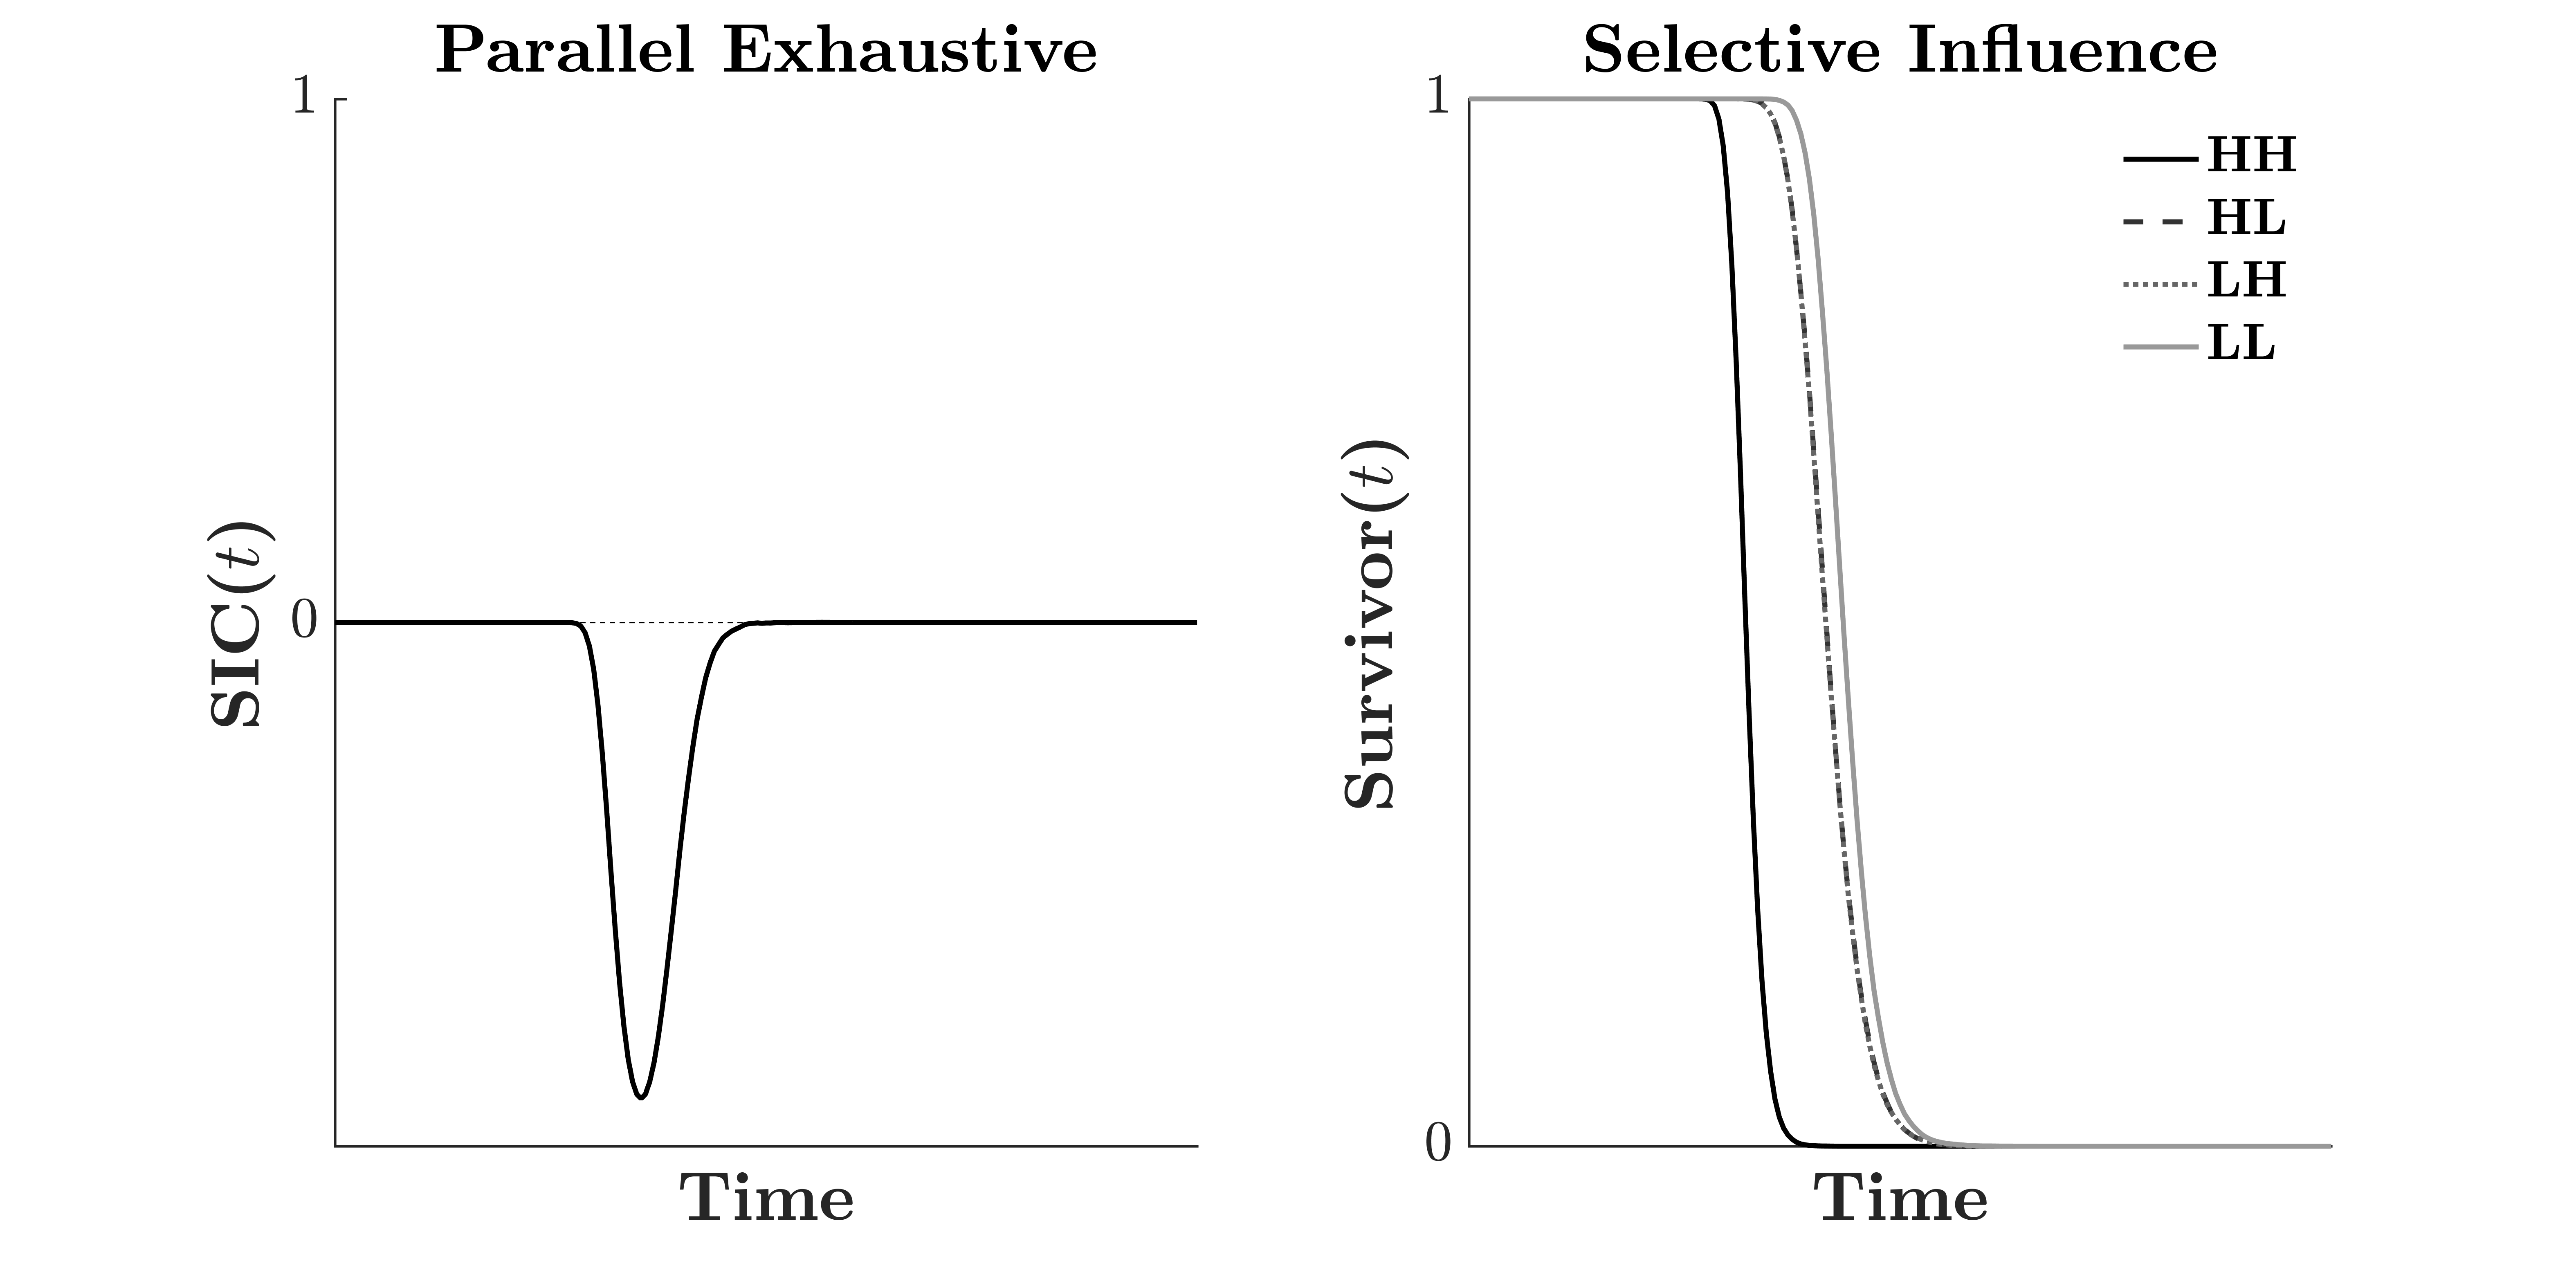 Parallel Exhaustive
1
0
SIC(t)
Time
Selective Influence
1
0
Survivor(t)
Time
HH
HL
LH
LL